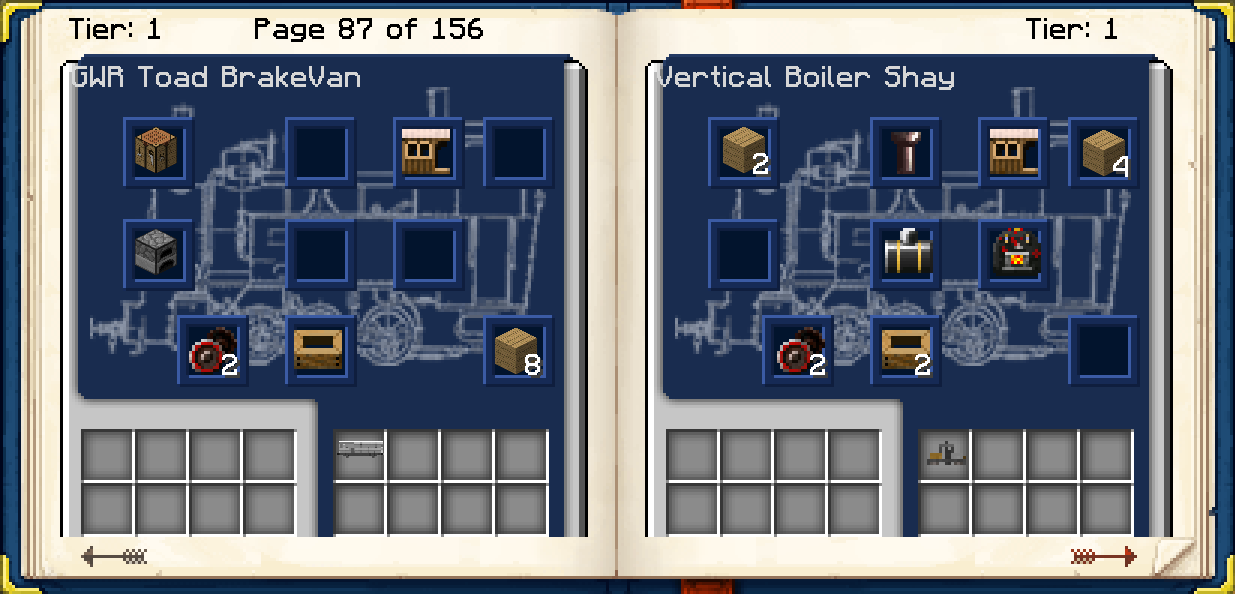 Tier: 1
Page 87 of 156
GWR Toad BrakeVan
2
8
Tier: 1
Vertical Boiler Shay
2
4
2
2